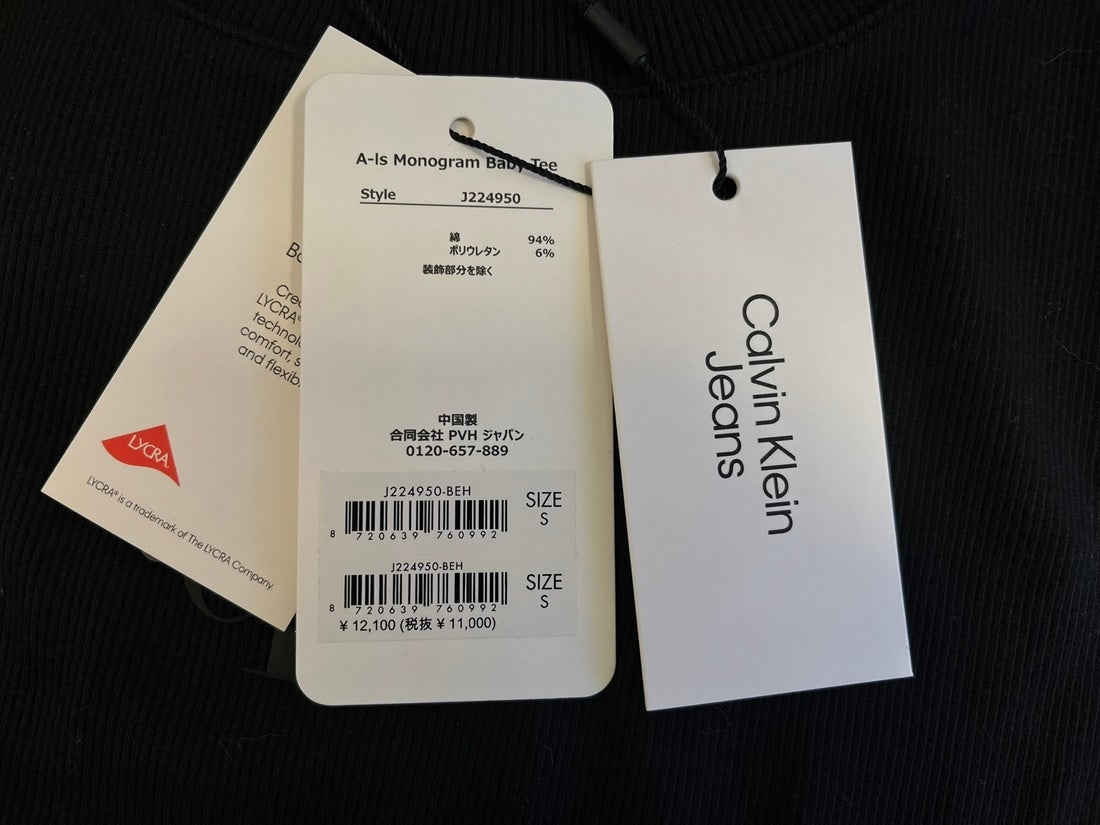 A-ls Monogram Baby Tee
Style J224950
綿 94%
ポリウレタン 6%
装飾部分を除く
中国製
合同会社 PVH ジャパン
0120-657-889
J224950-BEH
SIZE
S
8 720639 760992
J224950-BEH
SIZE
S
8 720639 760992
¥ 12,100 (税抜 ¥ 11,000)
LYCRA®
comfort,
and
LYCRA.
LYCRA® is a trademark of The LYCRA Company.
Calvin Klein
Jeans